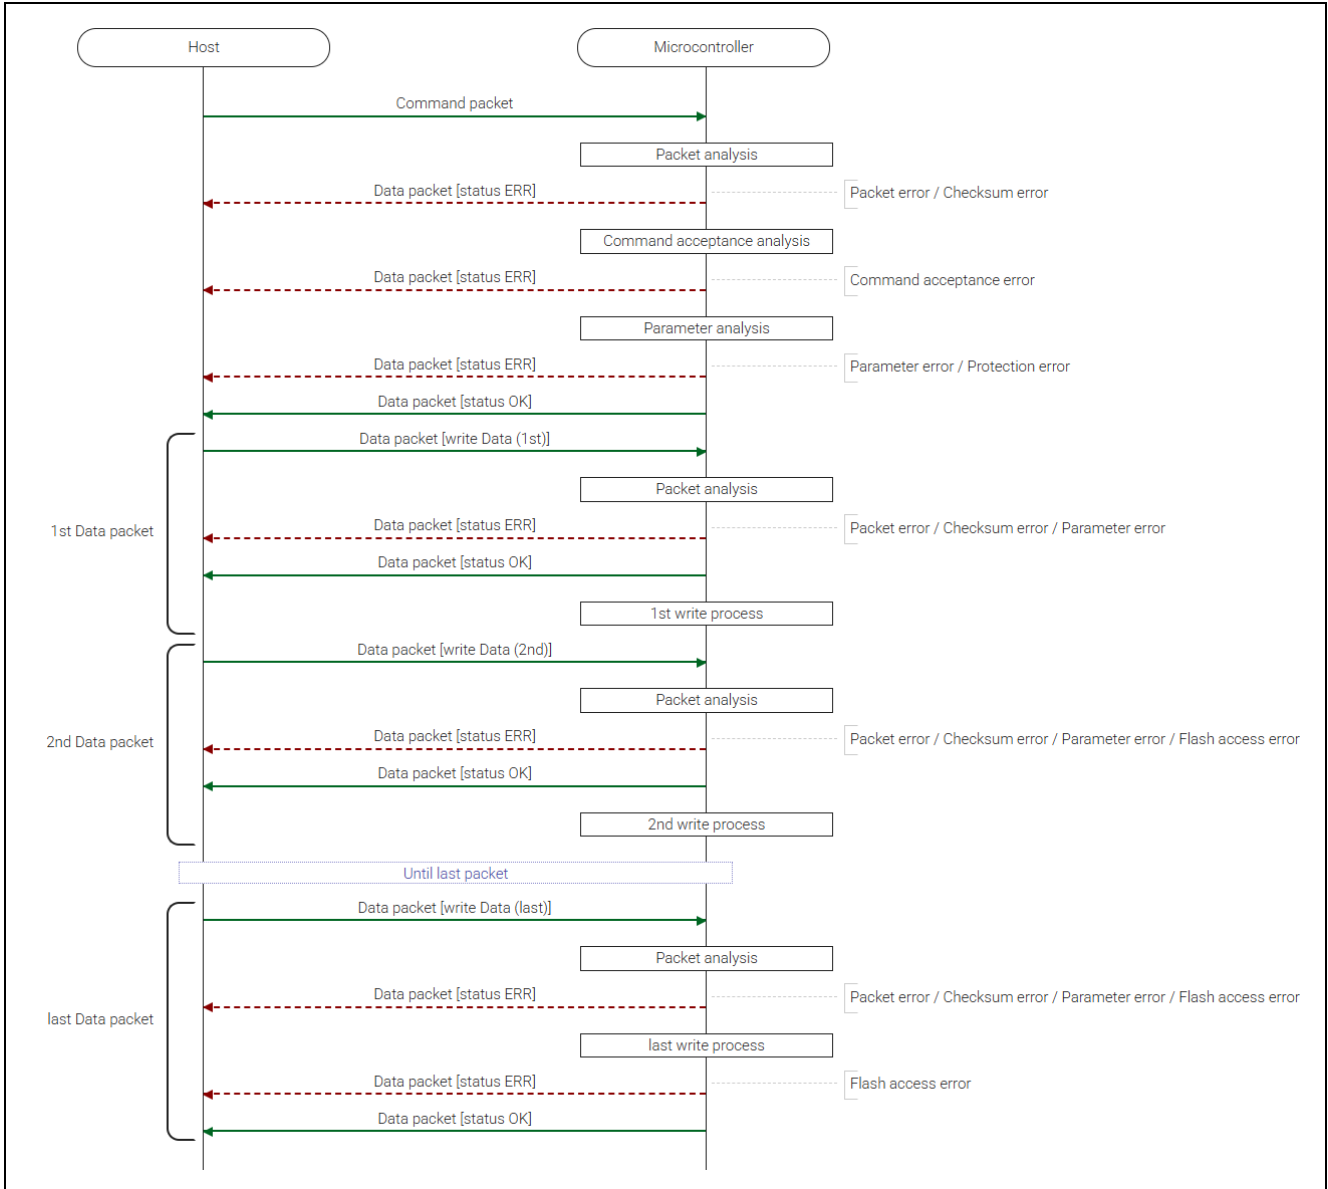 Host
Microcontroller
Command packet
Packet analysis
Data packet [status ERR]
Packet error / Checksum error
Command acceptance analysis
Data packet [status ERR]
Command acceptance error
Parameter analysis
Data packet [status ERR]
Parameter error / Protection error
Data packet [status OK]
Data packet [write Data (1st)]
Packet analysis
1st Data packet
Data packet [status ERR]
Packet error / Checksum error / Parameter error
Data packet [status OK]
1st write process
Data packet [write Data (2nd)]
Packet analysis
2nd Data packet
Data packet [status ERR]
Packet error / Checksum error / Parameter error / Flash access error
Data packet [status OK]
2nd write process
Until last packet
Data packet [write Data (last)]
Packet analysis
Data packet [status ERR]
Packet error / Checksum error / Parameter error / Flash access error
last Data packet
last write process
Data packet [status ERR]
Flash access error
Data packet [status OK]